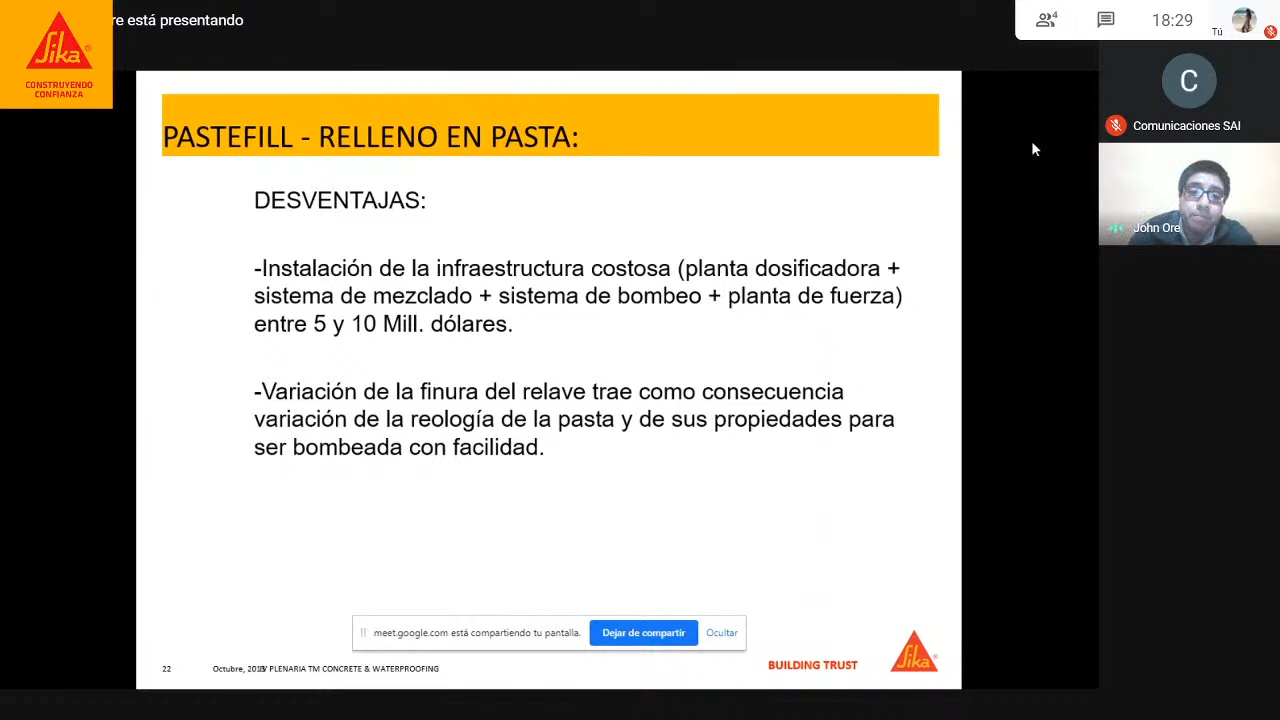 re está presentando
4
18:29
Tú
Sika®
CONSTRUYENDO
CONFIANZA
C
Comunicaciones SAI
John Ore
PASTEFILL - RELLENO EN PASTA:
DESVENTAJAS:
-Instalación de la infraestructura costosa (planta dosificadora +
sistema de mezclado + sistema de bombeo + planta de fuerza)
entre 5 y 10 Mill. dólares.
-Variación de la finura del relave trae como consecuencia
variación de la reología de la pasta y de sus propiedades para
ser bombeada con facilidad.
meet.google.com está compartiendo tu pantalla.
Dejar de compartir
Ocultar
22
Octubre,
PLENARIA TM CONCRETE & WATERPROOFING
BUILDING TRUST
Sika®